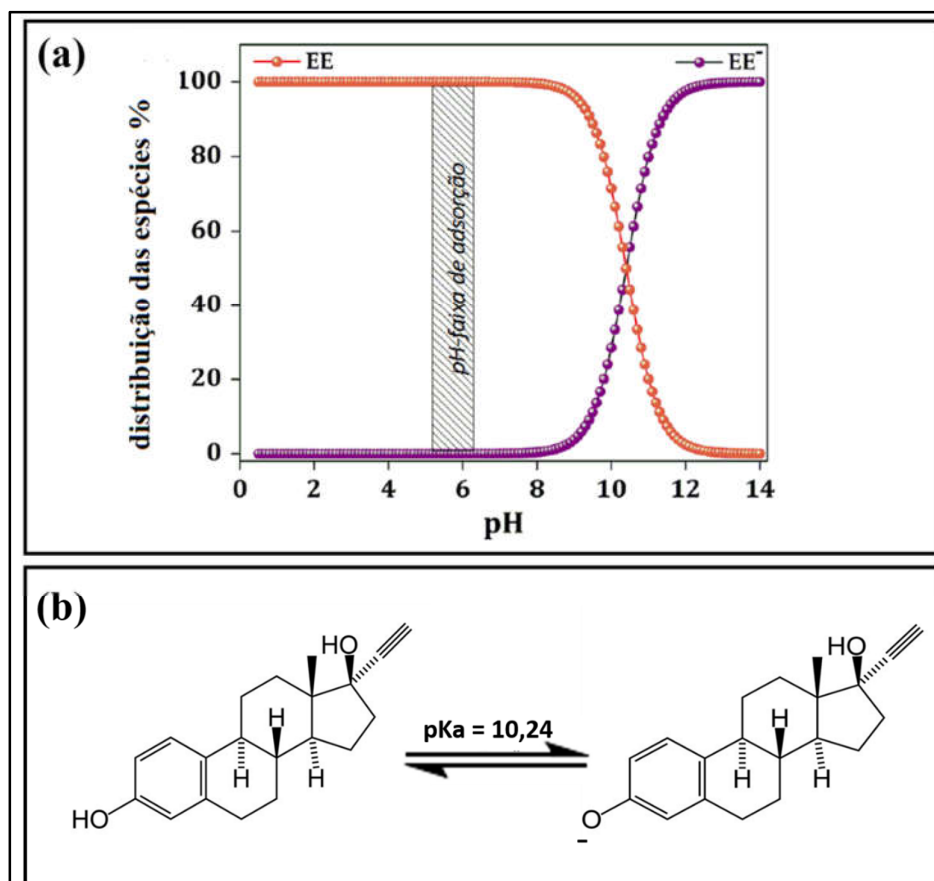 (a)
EE
EE-
distribuição das espécies %
100
80
60
40
20
0
pH-faixa de adsorção
0 2 4 6 8 10 12 14
pH
(b)
HO
H
H
H
HO
pKa = 10,24
HO
H
H
H
O
-